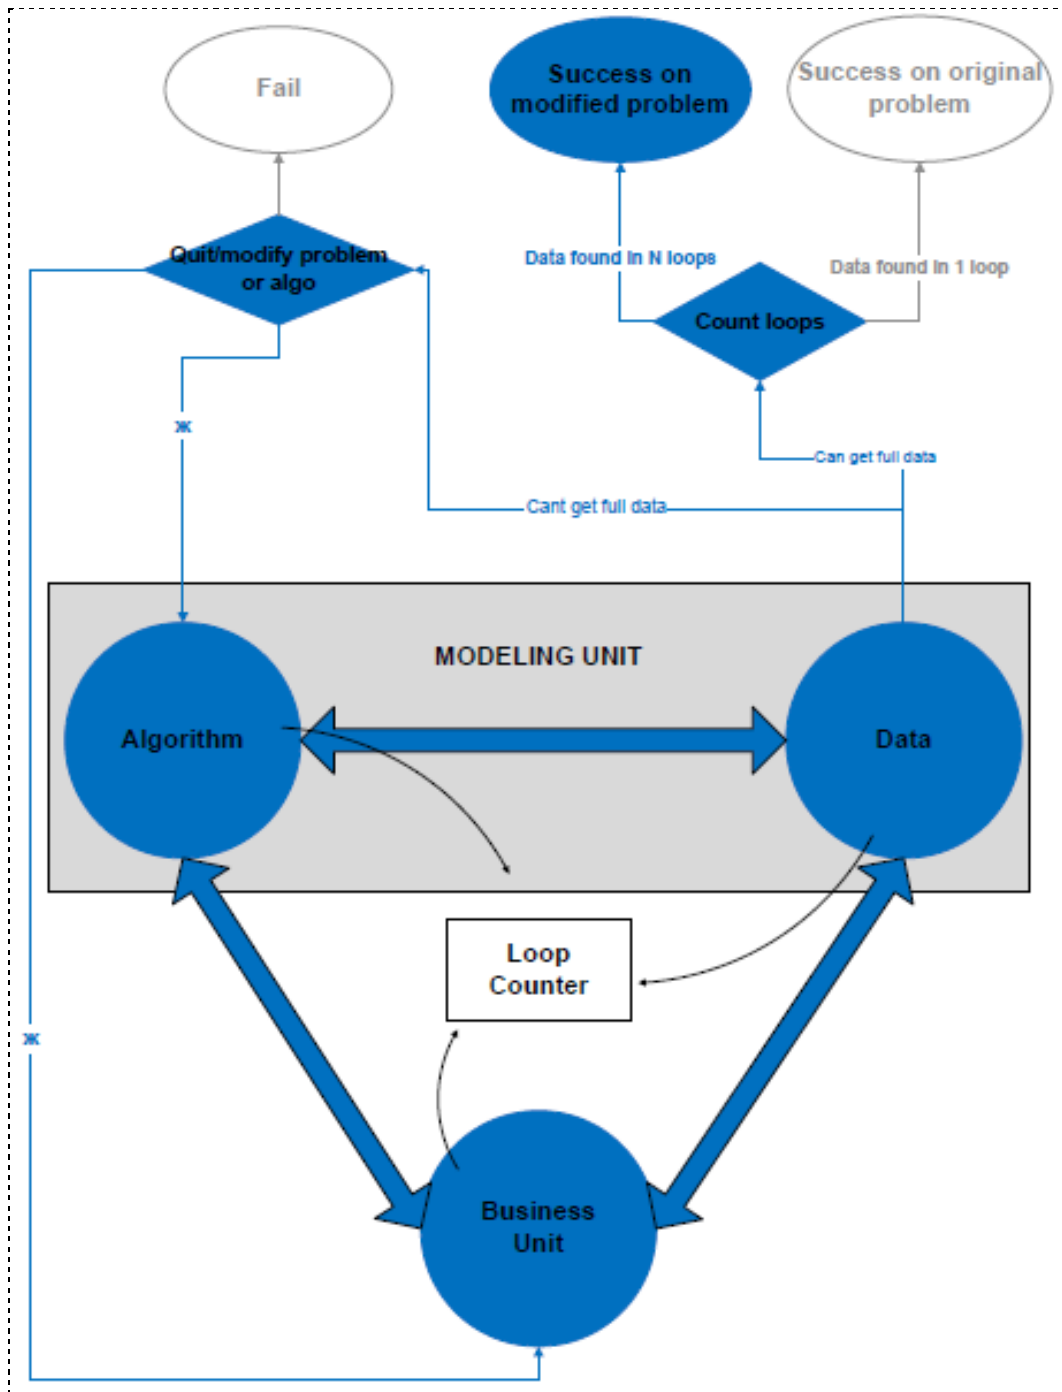 Fail
Success on
modified problem
Success on original
problem
Quit/modify problem
or algo
Data found in N loops
Data found in 1 loop
Count loops
Ж
Can get full data
Cant get full data
MODELING UNIT
Algorithm
Data
Loop
Counter
Ж
Business
Unit